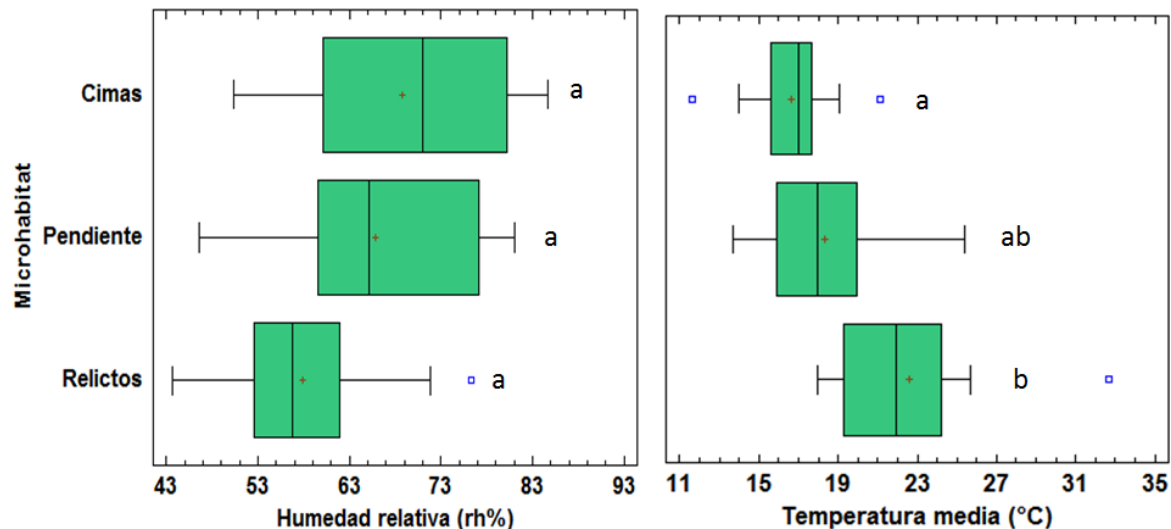 Microhabitat
Cimas
Pendiente
Relictos
a
a
a
43 53 63 73 83 93
Humedad relativa (rh%)
a
ab
b
11 15 19 23 27 31 35
Temperatura media (°C)